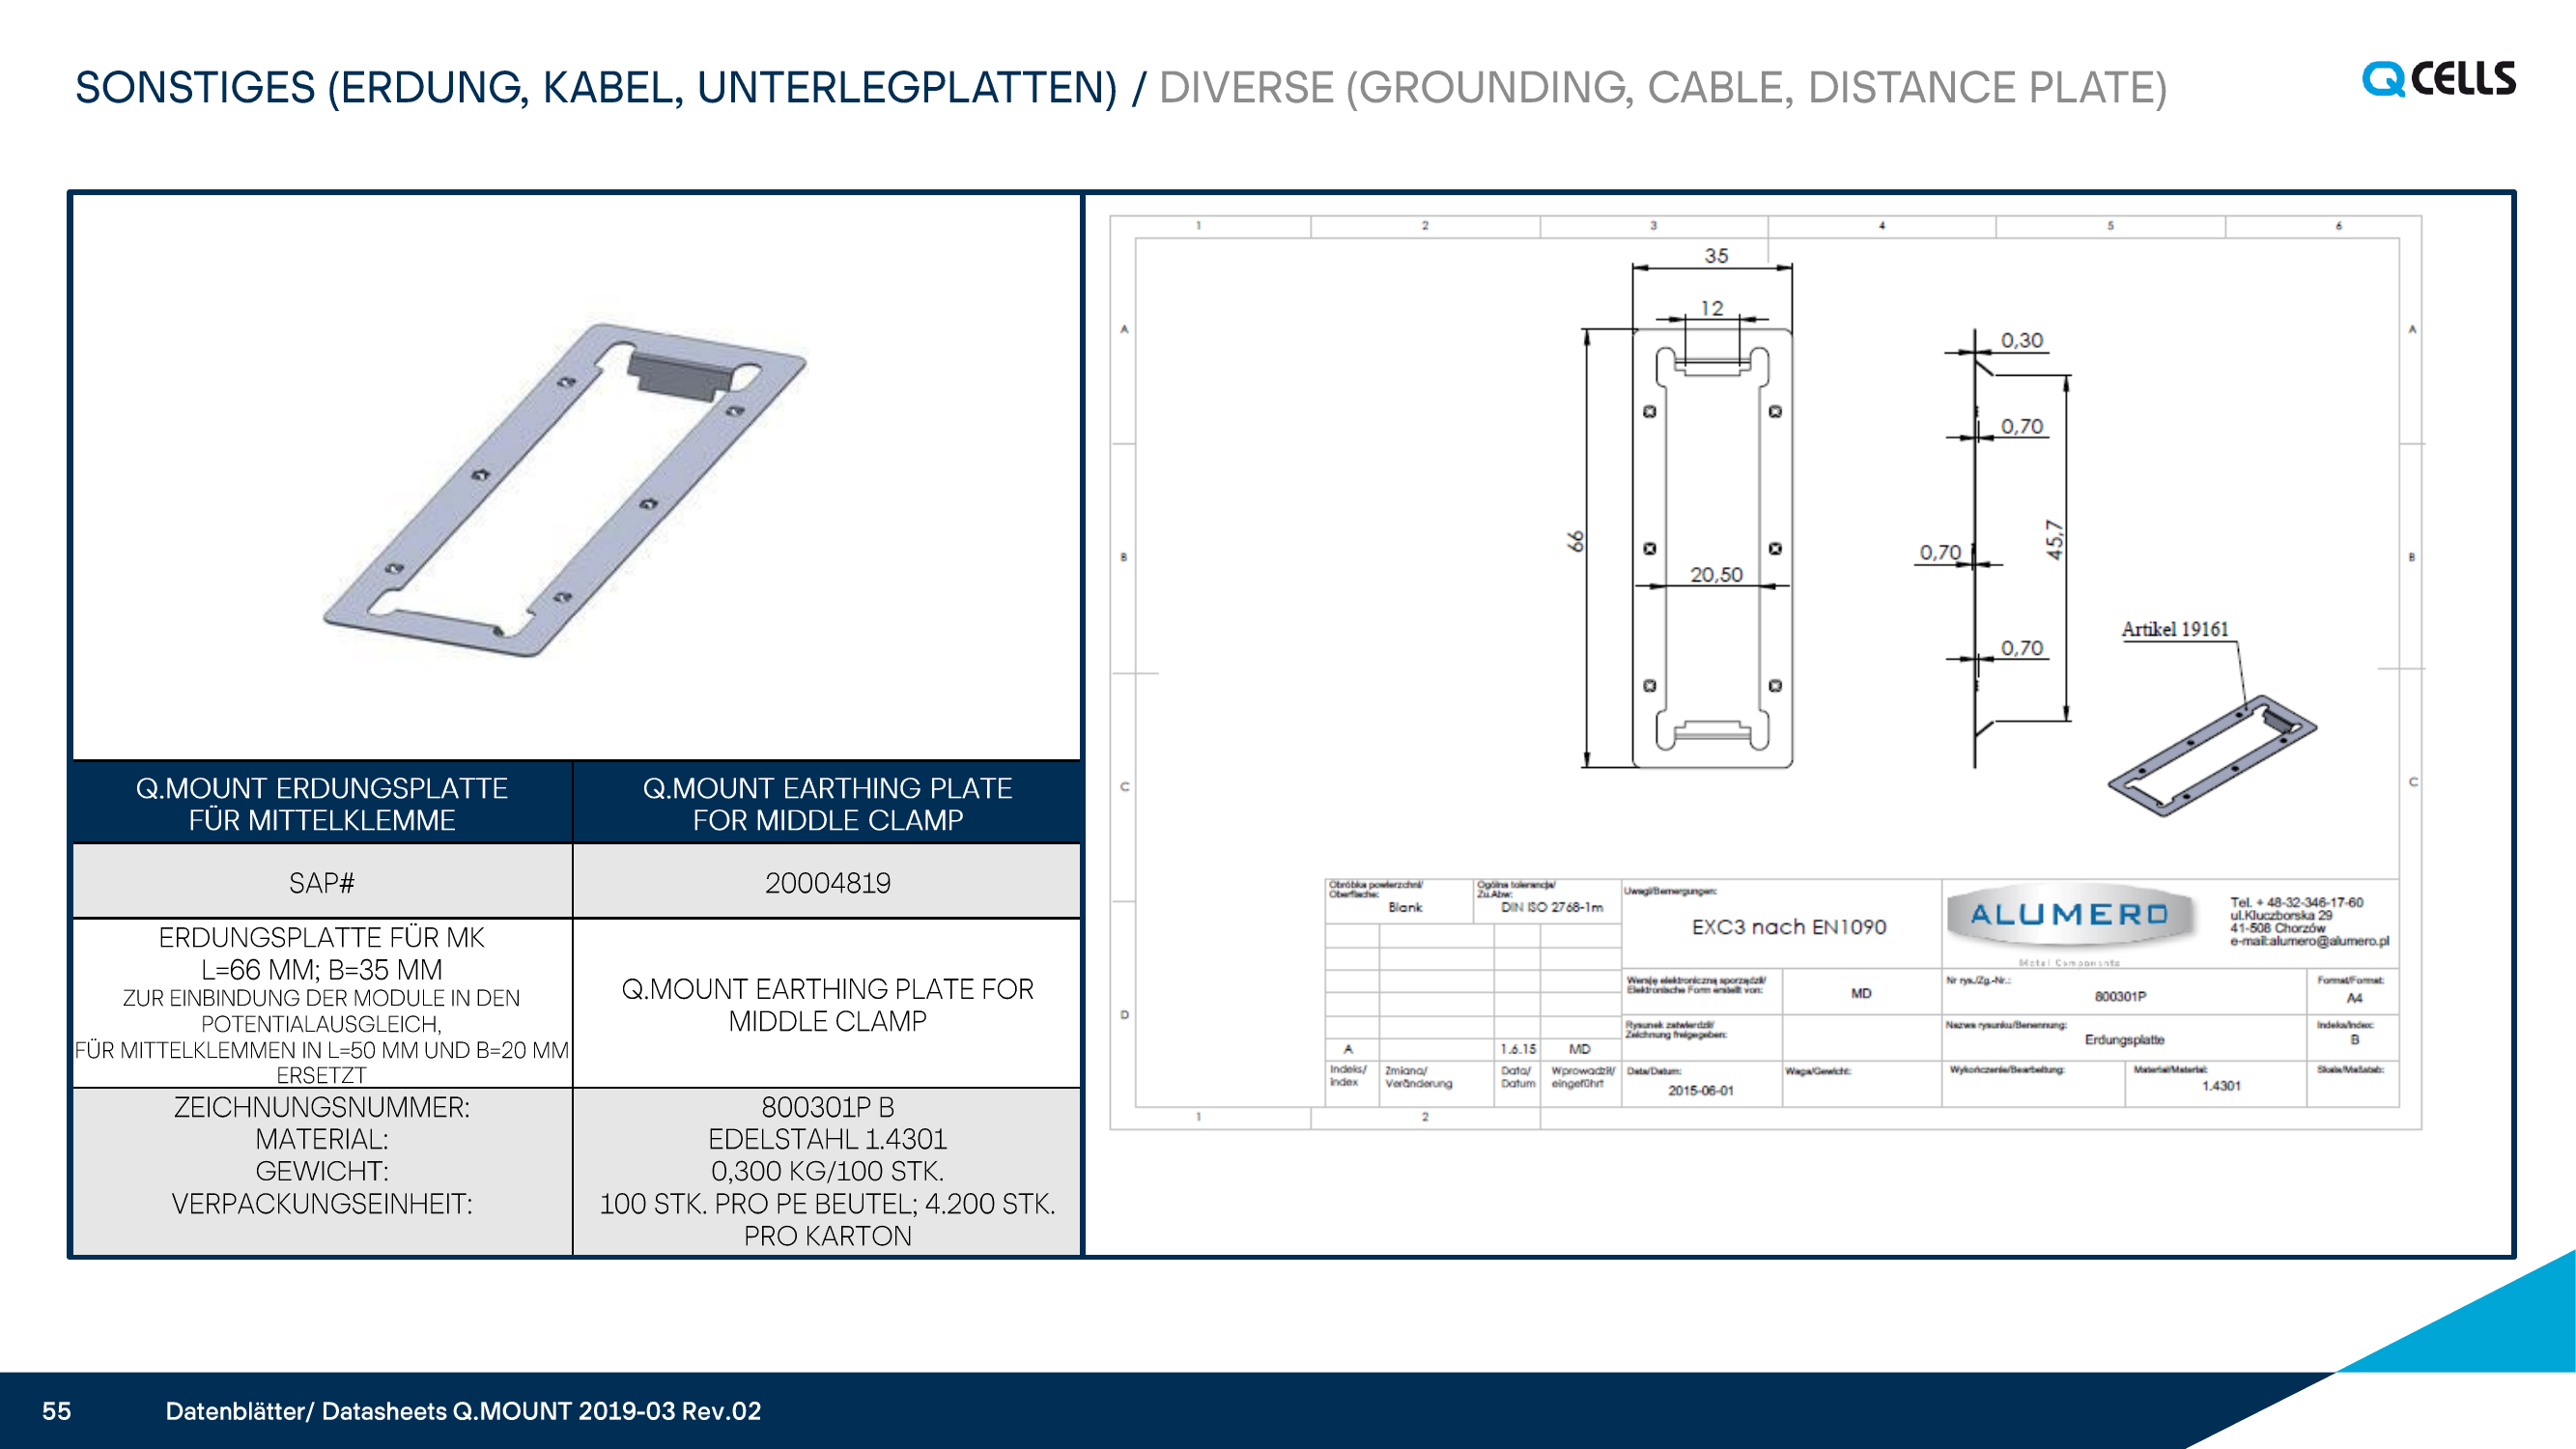 SONSTIGES (ERDUNG, KABEL, UNTERLEGPLATTEN) / DIVERSE (GROUNDING, CABLE, DISTANCE PLATE)
Q CELLS
Q.MOUNT ERDUNGSPLATTE
FÜR MITTELKLEMME
Q.MOUNT EARTHING PLATE
FOR MIDDLE CLAMP
SAP#
20004819
ERDUNGSPLATTE FÜR MK
L=66 MM; B=35 MM
ZUR EINBINDUNG DER MODULE IN DEN
POTENTIALAUSGLEICH,
FÜR MITTELKLEMMEN IN L=50 MM UND B=20 MM
ERSETZT
Q.MOUNT EARTHING PLATE FOR
MIDDLE CLAMP
ZEICHNUNGSNUMMER:
MATERIAL:
GEWICHT:
VERPACKUNGSEINHEIT:
800301P B
EDELSTAHL 1.4301
0,300 KG/100 STK.
100 STK. PRO PE BEUTEL; 4.200 STK.
PRO KARTON
1 2 3 4 5 6
35
12
A A
0,30
0,70
66
20,50
0,70
45,7
B B
0,70
Artikel 19161
C C
D
Obróbka powierzchni/
Oberfläche:
Blank
Ogólna tolerancja/
Zu.Abw:
DIN ISO 2768-1m
Uwagi/Bemergungen:
EXC3 nach EN1090
ALUMERO
Metal Components
Tel. + 48-32-346-17-60
ul.Kluczborska 29
41-508 Chorzów
e-mail:alumero@alumero.pl
Wersję elektroniczną sporządził/
Elektronische Form erstellt von:
MD
Nr rys./Zg.-Nr.:
800301P
Format/Format:
A4
Rysunek zatwierdził/
Zeichnung freigegeben:
Nazwa rysunku/Benennung:
Erdungsplatte
Indeks/Index:
B
A 1.6.15 MD
Indeks/
Index
Zmiana/
Veränderung
Data/
Datum
Wprowadził/
eingeführt
Data/Datum:
2015-06-01
Waga/Gewicht:
Wykończenie/Bearbeitung:
Materiał/Material:
1.4301
Skala/Maßstab:
1 2
55
Datenblätter/ Datasheets Q.MOUNT 2019-03 Rev.02